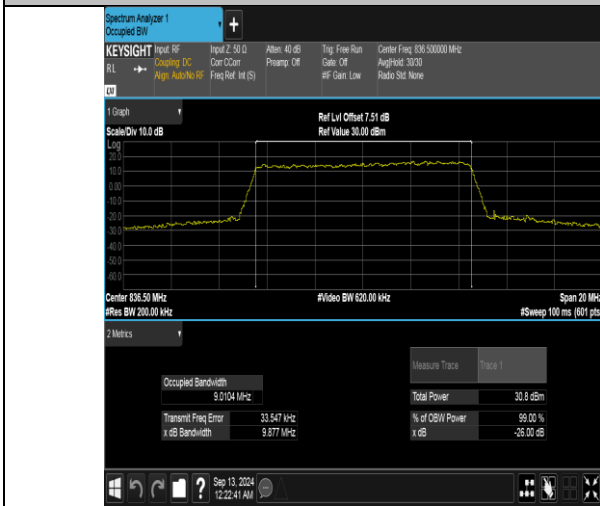 Spectrum Analyzer 1
Occupied BW
+
KEYSIGHT Input: RF Input Z: 50 Ω Atten: 40 dB Trig: Free Run Center Freq: 836.500000 MHz
RL Coupling: DC Corr CCorr Preamp: Off Gate: Off Avg|Hold: 30/30
Align: Auto/No RF Freq Ref: Int (S) #IF Gain: Low Radio Std: None
1 Graph
Ref Lvl Offset 7.51 dB
Scale/Div 10.0 dB Ref Value 30.00 dBm
Log
20.0
10.0
0.00
-10.0
-20.0
-30.0
-40.0
-50.0
-60.0
Center 836.50 MHz #Video BW 620.00 kHz Span 20 MHz
#Res BW 200.00 kHz #Sweep 100 ms (601 pts
2 Metrics
Measure Trace Trace 1
Occupied Bandwidth
9.0104 MHz
Total Power 30.8 dBm
Transmit Freq Error 33.547 kHz % of OBW Power 99.00 %
x dB Bandwidth 9.877 MHz x dB -26.00 dB
?
Sep 13, 2024
12:22:41 AM